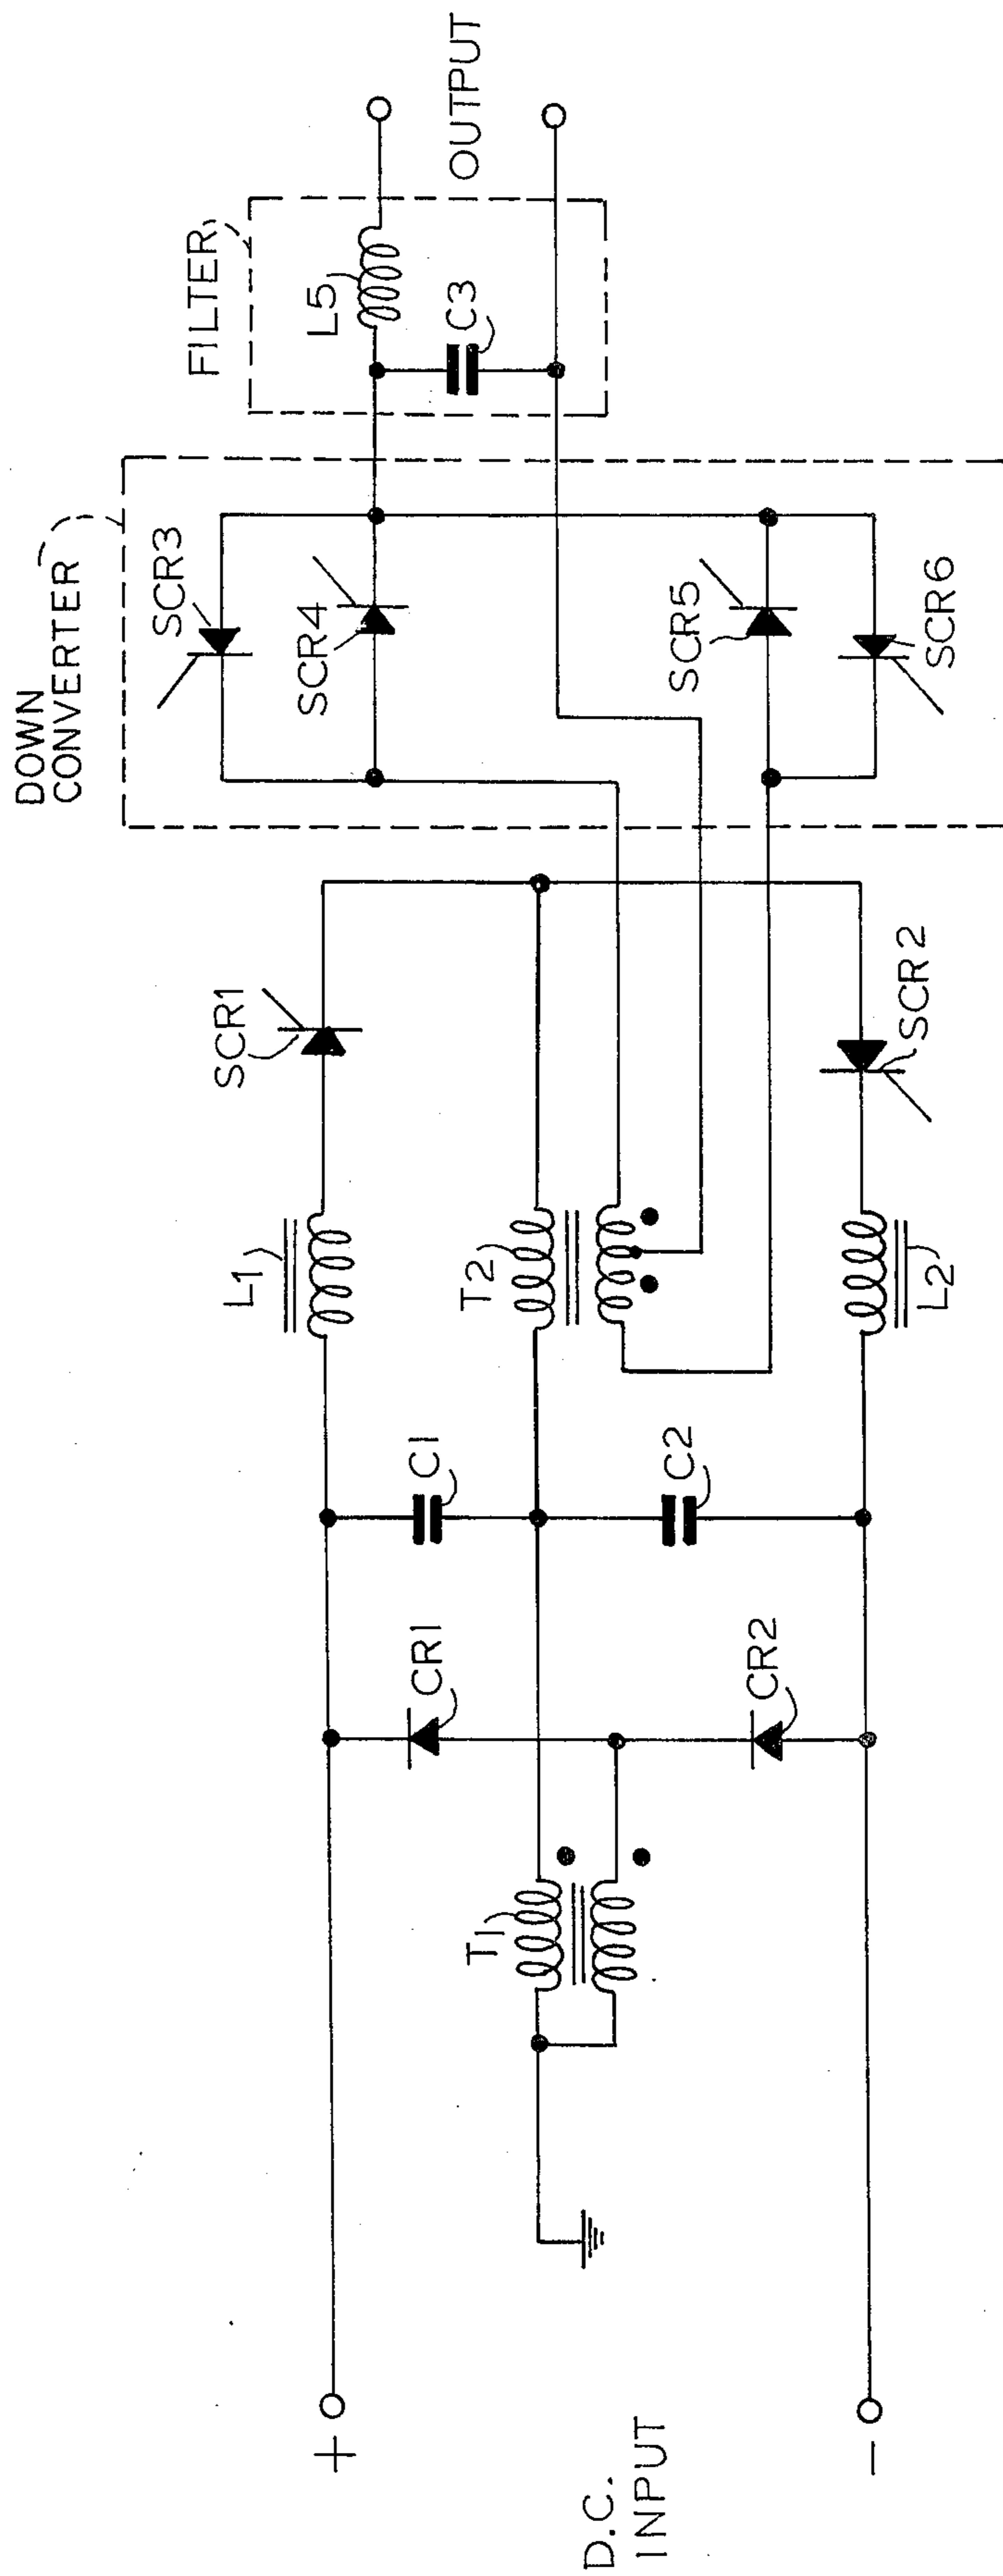 D.C.
INPUT
+
-
T1
CR1
CR2
C1
C2
L1
T2
L2
SCR1
SCR2
DOWN
CONVERTER
SCR3
SCR4
SCR5
SCR6
FILTER
L5
C3
OUTPUT